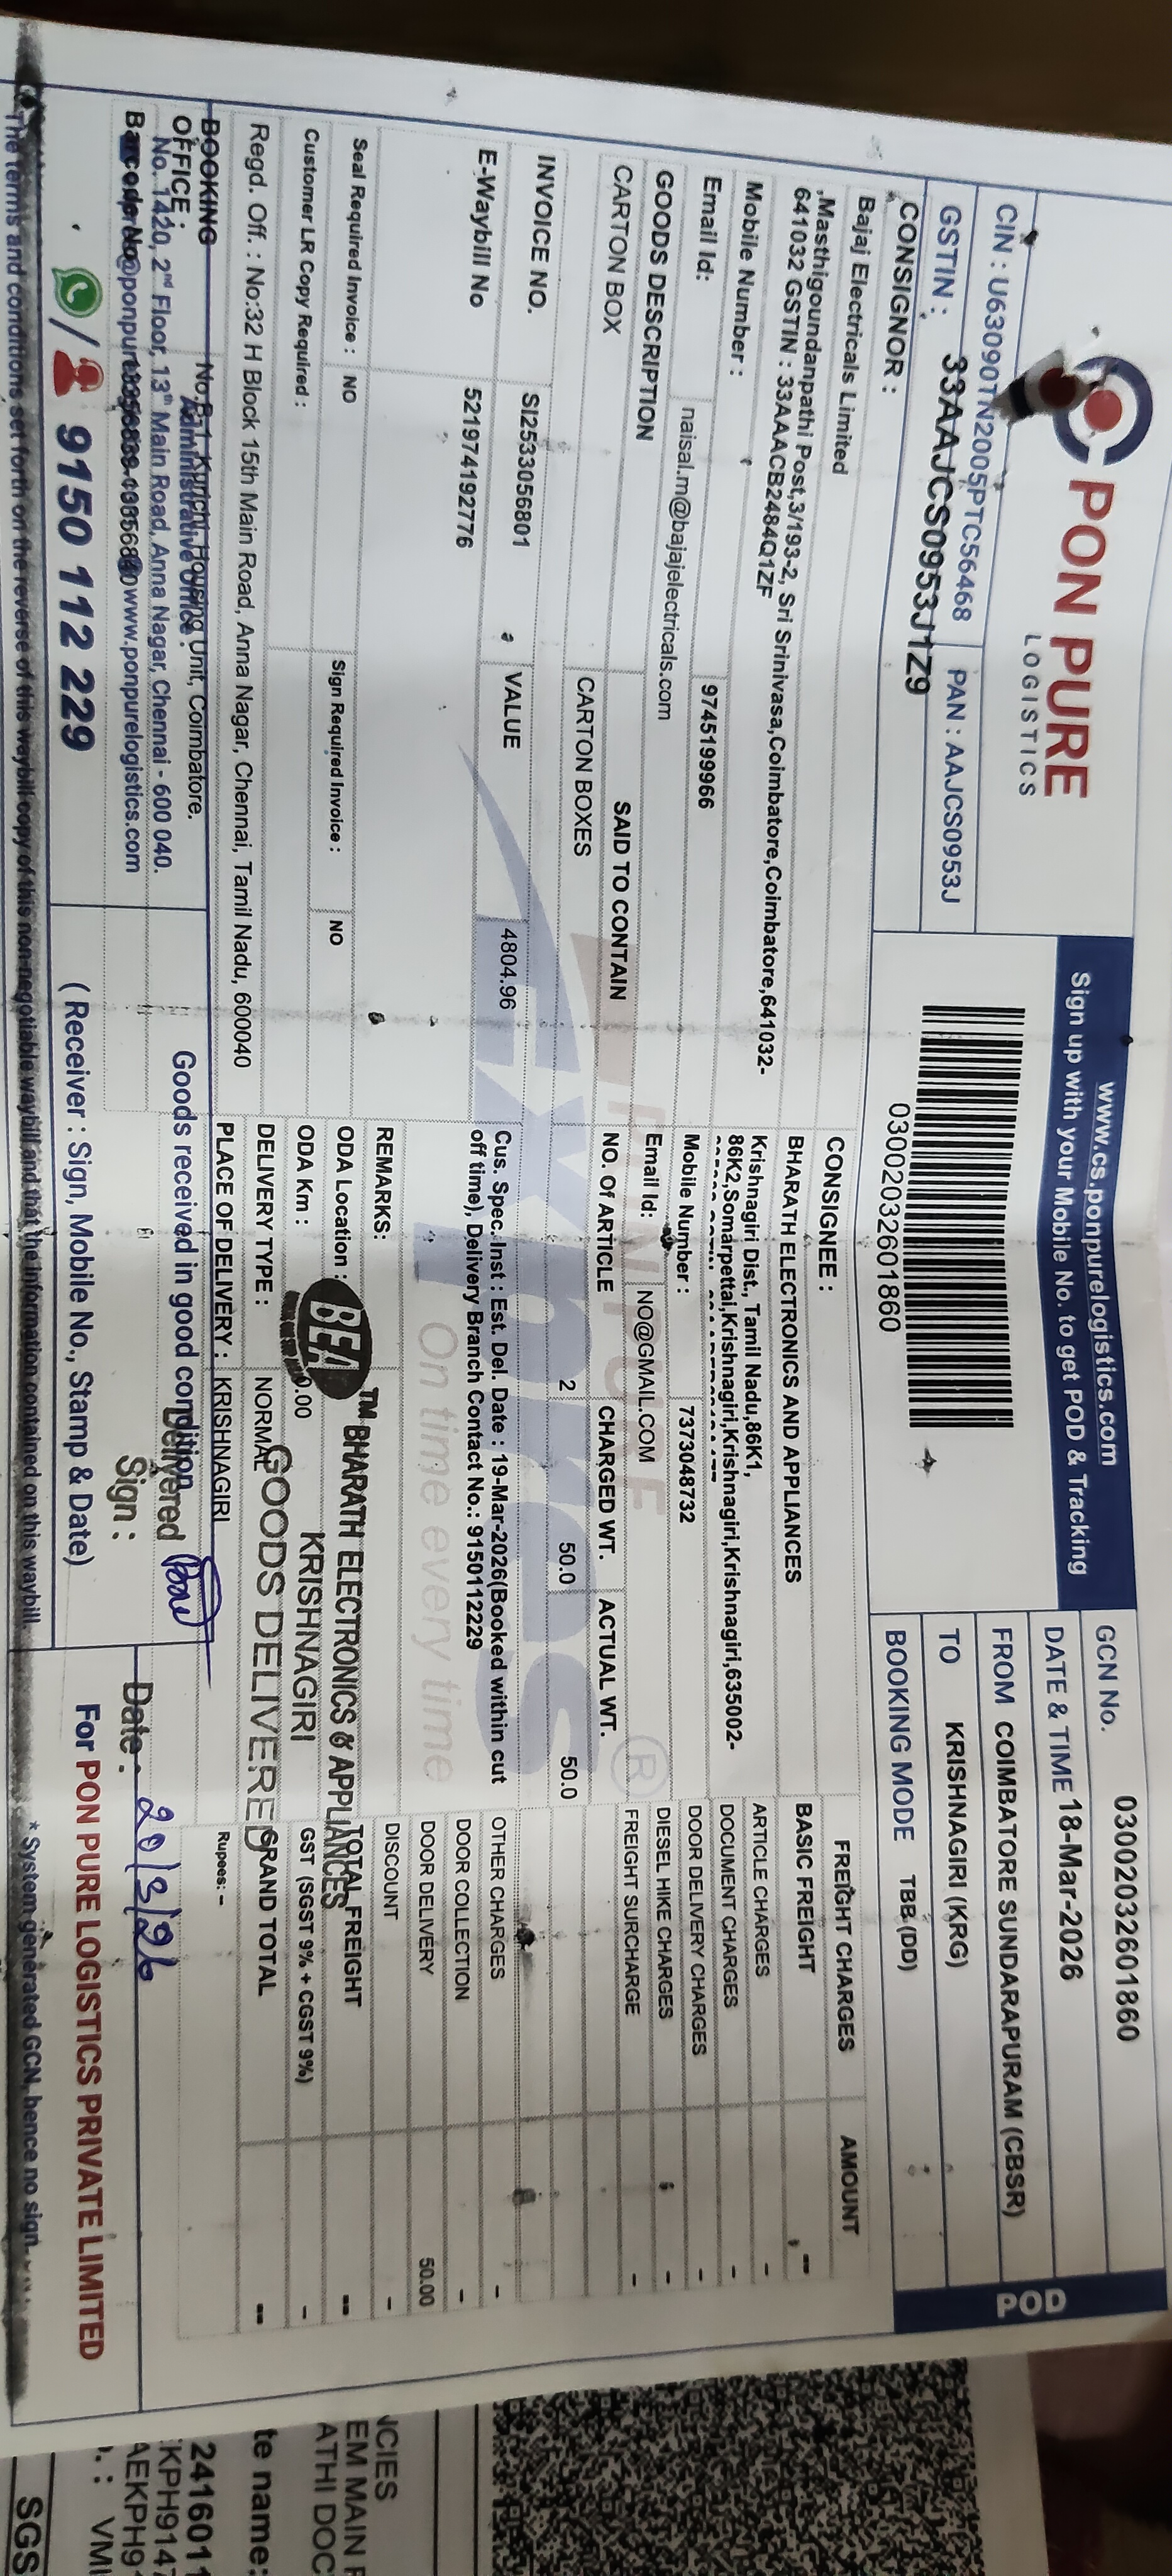 PON PURE
LOGISTICS
CIN : U63090TN2005PTC56468 PAN : AAJCS0953J
GSTIN : 33AAJCS0953J1Z9
www.cs.ponpurelogistics.com
Sign up with your Mobile No. to get POD & Tracking
03002032601860
GCN No. 03002032601860
DATE & TIME 18-Mar-2026
FROM COIMBATORE SUNDARAPURAM (CBSR)
TO KRISHNAGIRI (KRG)
BOOKING MODE TBB (DD)
POD
CONSIGNOR :
Bajaj Electricals Limited
,Masthigoundanpathi Post,3/193-2, Sri Srinivasa,Coimbatore,Coimbatore,641032-
641032 GSTIN : 33AAACB2484Q1ZF
Mobile Number : 9745199966
Email Id: naisal.m@bajajelectricals.com
CONSIGNEE :
BHARATH ELECTRONICS AND APPLIANCES
Krishnagiri Dist., Tamil Nadu,86K1,
86K2,Somarpettai,Krishnagiri,Krishnagiri,Krishnagiri,635002-
Mobile Number : 7373048732
Email Id: NO@GMAIL.COM
GOODS DESCRIPTION SAID TO CONTAIN NO. Of ARTICLE CHARGED WT. ACTUAL WT.
CARTON BOX CARTON BOXES 2 50.0 50.0
INVOICE NO. SI2533056801 VALUE 4804.96
E-Waybill No 521974192776
Cus. Spec. Inst : Est. Del. Date : 19-Mar-2026(Booked within cut
off time), Delivery Branch Contact No.: 9150112229
On time every time
Seal Required Invoice : NO Sign Required Invoice : NO
Customer LR Copy Required :
Regd. Off. : No:32 H Block 15th Main Road, Anna Nagar, Chennai, Tamil Nadu, 600040
REMARKS:
ODA Location :
ODA Km : 0.00
DELIVERY TYPE : NORMAL
PLACE OF DELIVERY : KRISHNAGIRI
BEA ™ BHARATH ELECTRONICS & APPLIANCES
KRISHNAGIRI
GOODS DELIVERED
FREIGHT CHARGES AMOUNT
BASIC FREIGHT --
ARTICLE CHARGES -
DOCUMENT CHARGES -
DOOR DELIVERY CHARGES -
DIESEL HIKE CHARGES -
FREIGHT SURCHARGE -
OTHER CHARGES -
DOOR COLLECTION -
DOOR DELIVERY 50.00
DISCOUNT -
TOTAL FREIGHT --
GST (SGST 9% + CGST 9%) -
GRAND TOTAL --
Rupees: -
BOOKING
OFFICE :
Administrative Office :
No. 1420, 2nd Floor, 13th Main Road, Anna Nagar, Chennai - 600 040.
www.ponpurelogistics.com
/ 9150 112 229
Goods received in good condition
Delivered
Sign :
Date - 20/3/26
( Receiver : Sign, Mobile No., Stamp & Date)
For PON PURE LOGISTICS PRIVATE LIMITED
The terms and conditions set forth on the reverse of this waybill copy of this non-negotiable waybill and that the information contained on this waybill.
* System generated GCN, hence no sign.
ATHI DOC
te name:
SGS